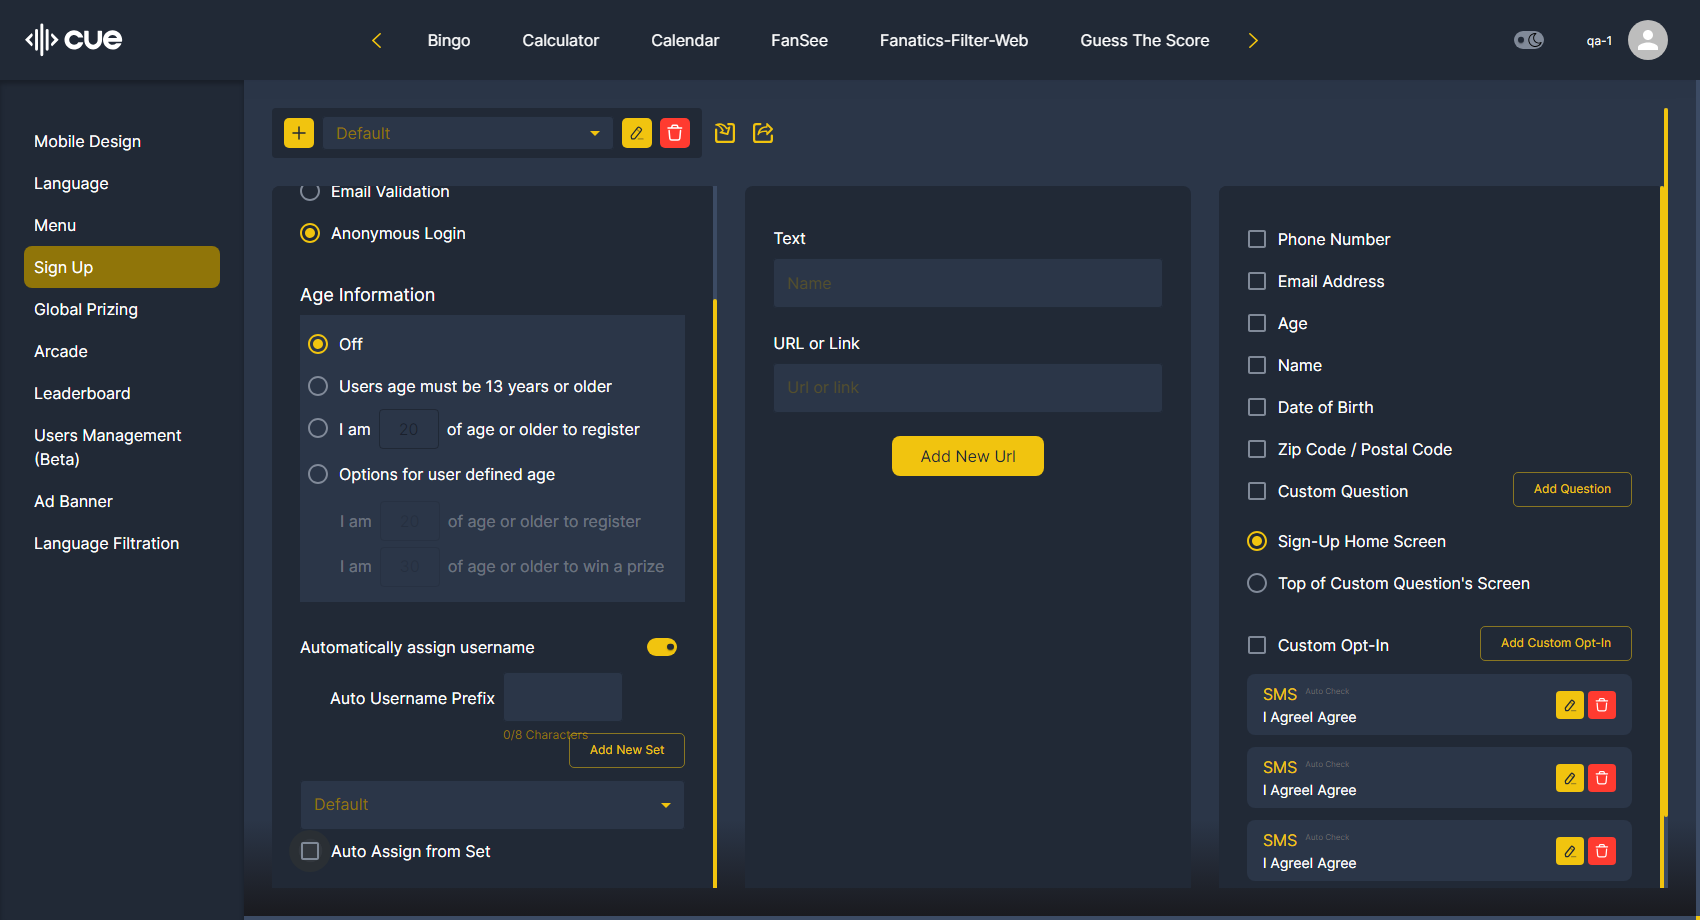 cue
Bingo
Calculator
Calendar
FanSee
Fanatics-Filter-Web
Guess The Score
qa-1
Mobile Design
Language
Menu
Sign Up
Global Prizing
Arcade
Leaderboard
Users Management
(Beta)
Ad Banner
Language Filtration
Default
Email Validation
Anonymous Login
Age Information
Off
Users age must be 13 years or older
I am 20 of age or older to register
Options for user defined age
I am 20 of age or older to register
I am 30 of age or older to win a prize
Automatically assign username
Auto Username Prefix
0/8 Characters
Add New Set
Default
Auto Assign from Set
Text
Name
URL or Link
Url or link
Add New Url
Phone Number
Email Address
Age
Name
Date of Birth
Zip Code / Postal Code
Custom Question
Add Question
Sign-Up Home Screen
Top of Custom Question's Screen
Custom Opt-In
Add Custom Opt-In
SMS Auto Check
I AgreeI Agree
SMS Auto Check
I AgreeI Agree
SMS Auto Check
I AgreeI Agree